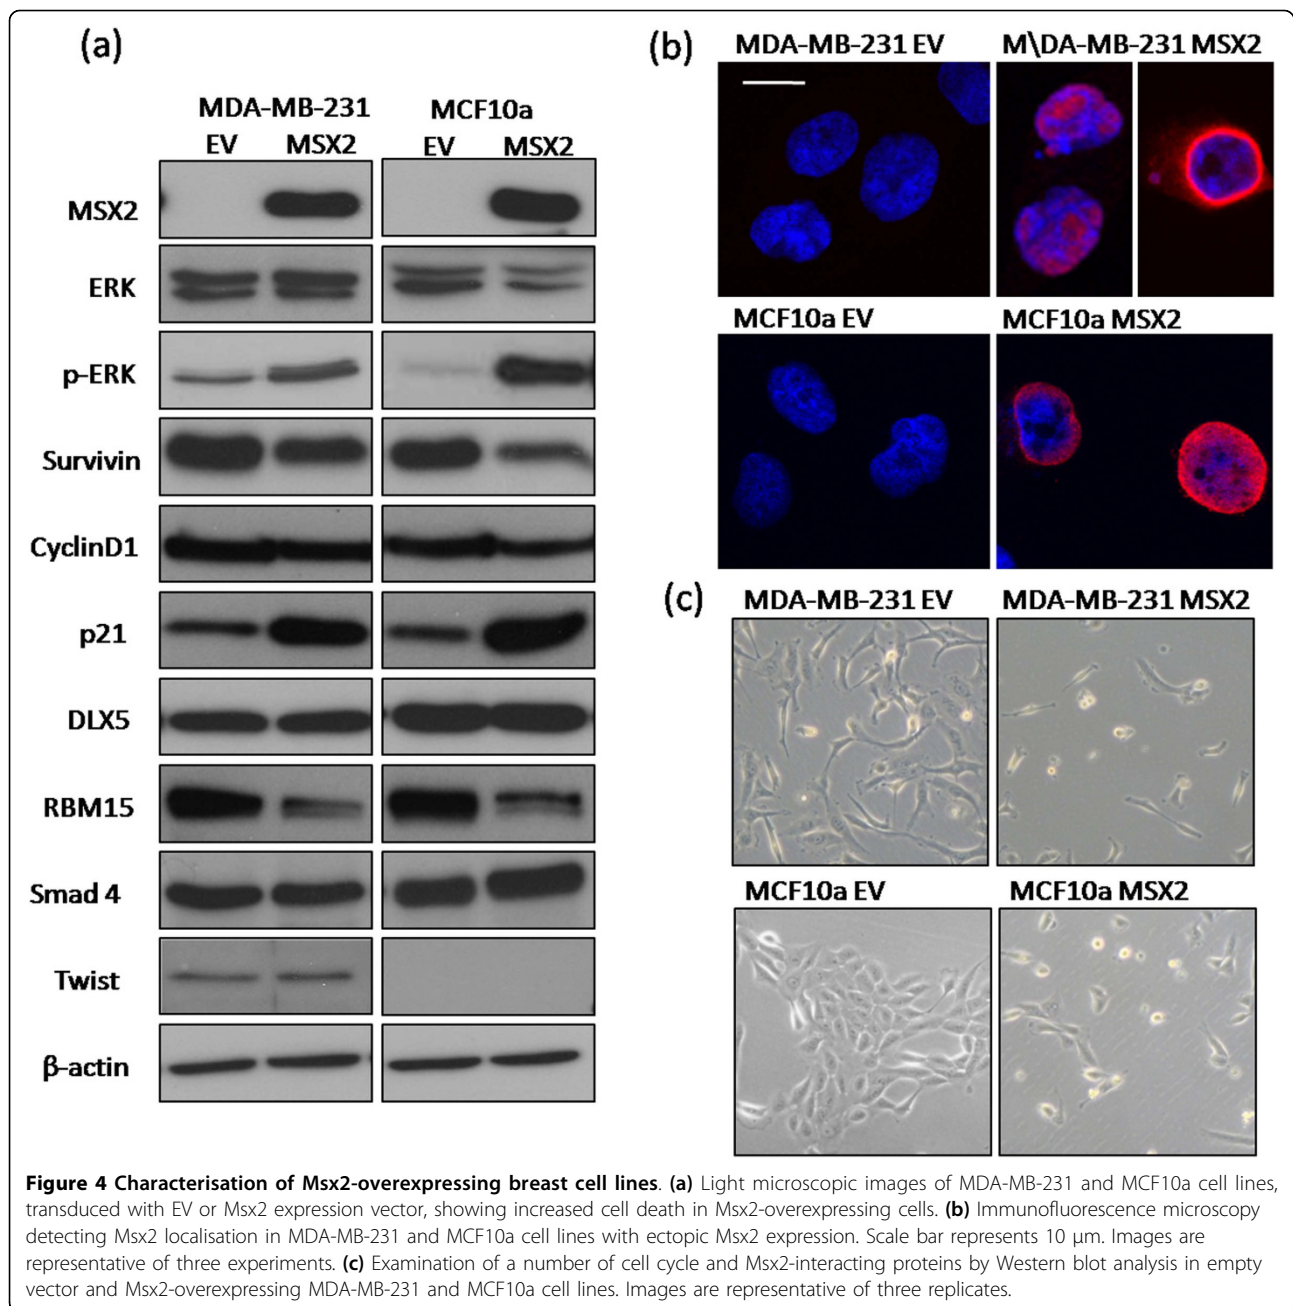 (a)
MDA-MB-231 MCF10a
EV MSX2 EV MSX2
MSX2
ERK
p-ERK
Survivin
CyclinD1
p21
DLX5
RBM15
Smad 4
Twist
β-actin
(b)
MDA-MB-231 EV M\DA-MB-231 MSX2
MCF10a EV MCF10a MSX2
(c)
MDA-MB-231 EV MDA-MB-231 MSX2
MCF10a EV MCF10a MSX2
Figure 4 Characterisation of Msx2-overexpressing breast cell lines. (a) Light microscopic images of MDA-MB-231 and MCF10a cell lines,
transduced with EV or Msx2 expression vector, showing increased cell death in Msx2-overexpressing cells. (b) Immunofluorescence microscopy
detecting Msx2 localisation in MDA-MB-231 and MCF10a cell lines with ectopic Msx2 expression. Scale bar represents 10 μm. Images are
representative of three experiments. (c) Examination of a number of cell cycle and Msx2-interacting proteins by Western blot analysis in empty
vector and Msx2-overexpressing MDA-MB-231 and MCF10a cell lines. Images are representative of three replicates.